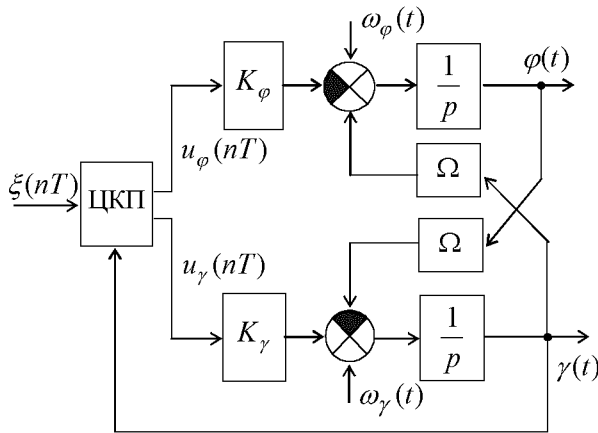 ω_φ(t)
K_φ
1/p
φ(t)
u_φ(nT)
Ω
ξ(nT)
ЦКП
Ω
u_γ(nT)
K_γ
1/p
γ(t)
ω_γ(t)